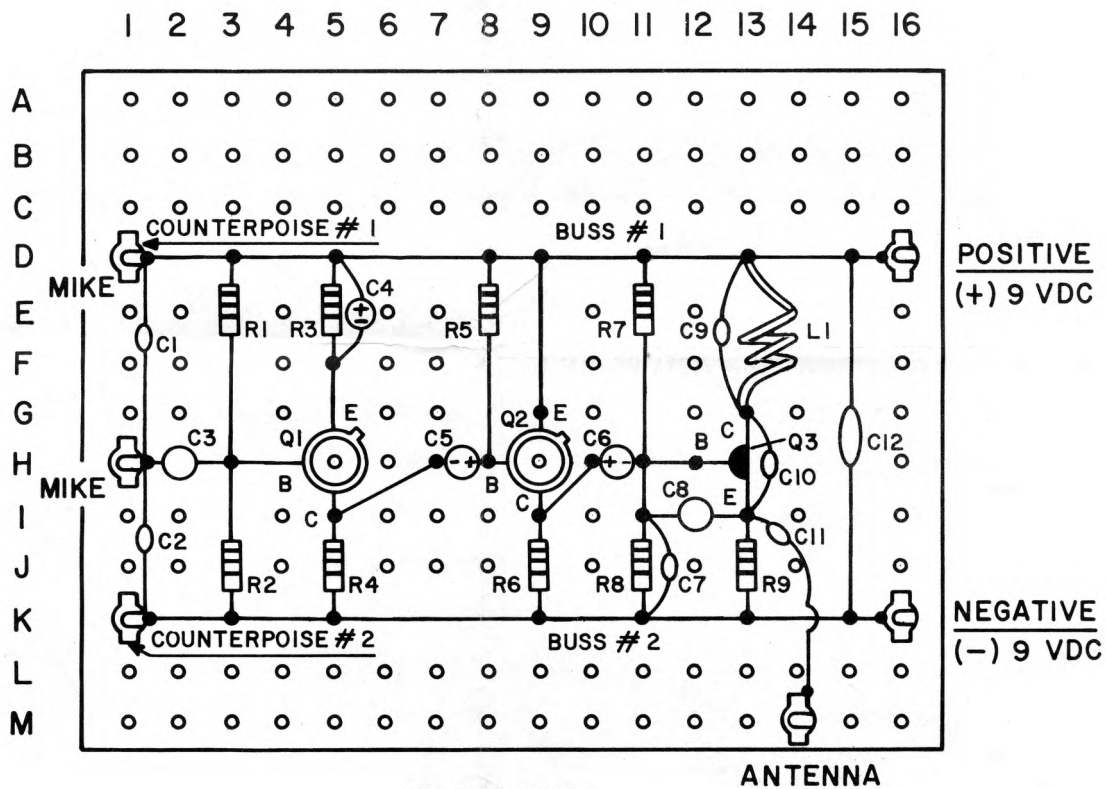 1 2 3 4 5 6 7 8 9 10 11 12 13 14 15 16
A
B
C
COUNTERPOISE # 1
BUSS # 1
D
POSITIVE
(+) 9 VDC
MIKE
E
R1
R3
C4
+
-
R5
R7
C9
L1
C1
F
G
E
E
C
C3
Q1
C5
Q2
C6
B
Q3
C12
H
- +
+ -
MIKE
B
B
C8
C10
C
C
E
I
C11
C2
J
R2
R4
R6
R8
C7
R9
K
NEGATIVE
(−) 9 VDC
COUNTERPOISE # 2
BUSS # 2
L
M
ANTENNA